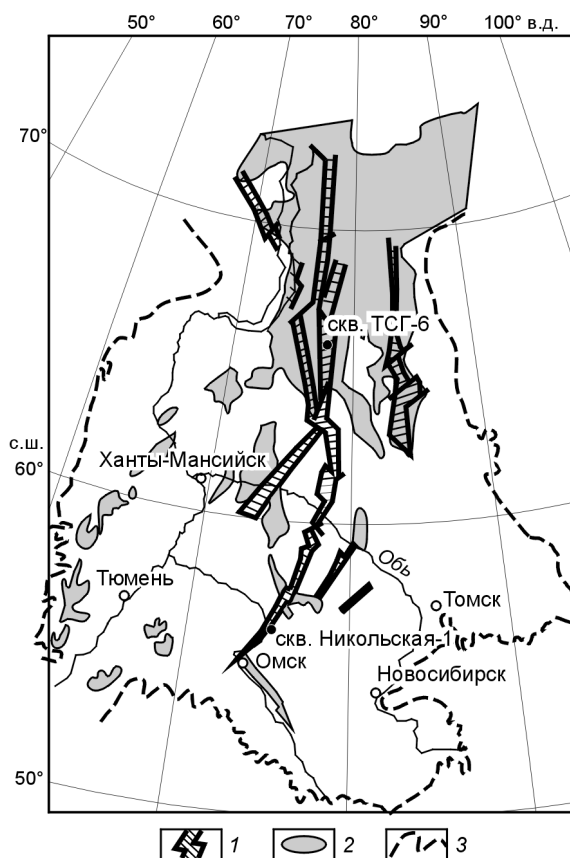 50° 60° 70° 80° 90° 100° в.д.
70°
скв. ТСГ-6
с.ш.
60°
Ханты-Мансийск
Обь
Тюмень
Томск
скв. Никольская-1
Омск
Новосибирск
50°
1 2 3